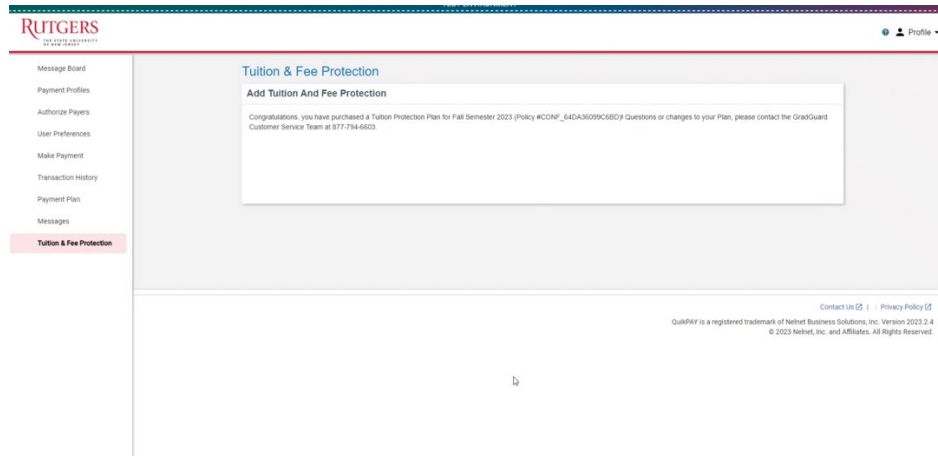 RUTGERS
THE STATE UNIVERSITY
OF NEW JERSEY
Profile
Message Board
Payment Profiles
Authorize Payers
User Preferences
Make Payment
Transaction History
Payment Plan
Messages
Tuition & Fee Protection
Tuition & Fee Protection
Add Tuition And Fee Protection
Congratulations, you have purchased a Tuition Protection Plan for Fall Semester 2023 (Policy #CONF_64DA36099C6BD)! Questions or changes to your Plan, please contact the GradGuard
Customer Service Team at 877-794-6603.
Contact Us | Privacy Policy
QuikPAY is a registered trademark of Nelnet Business Solutions, Inc. Version 2023.2.4
© 2023 Nelnet, Inc. and Affiliates. All Rights Reserved.